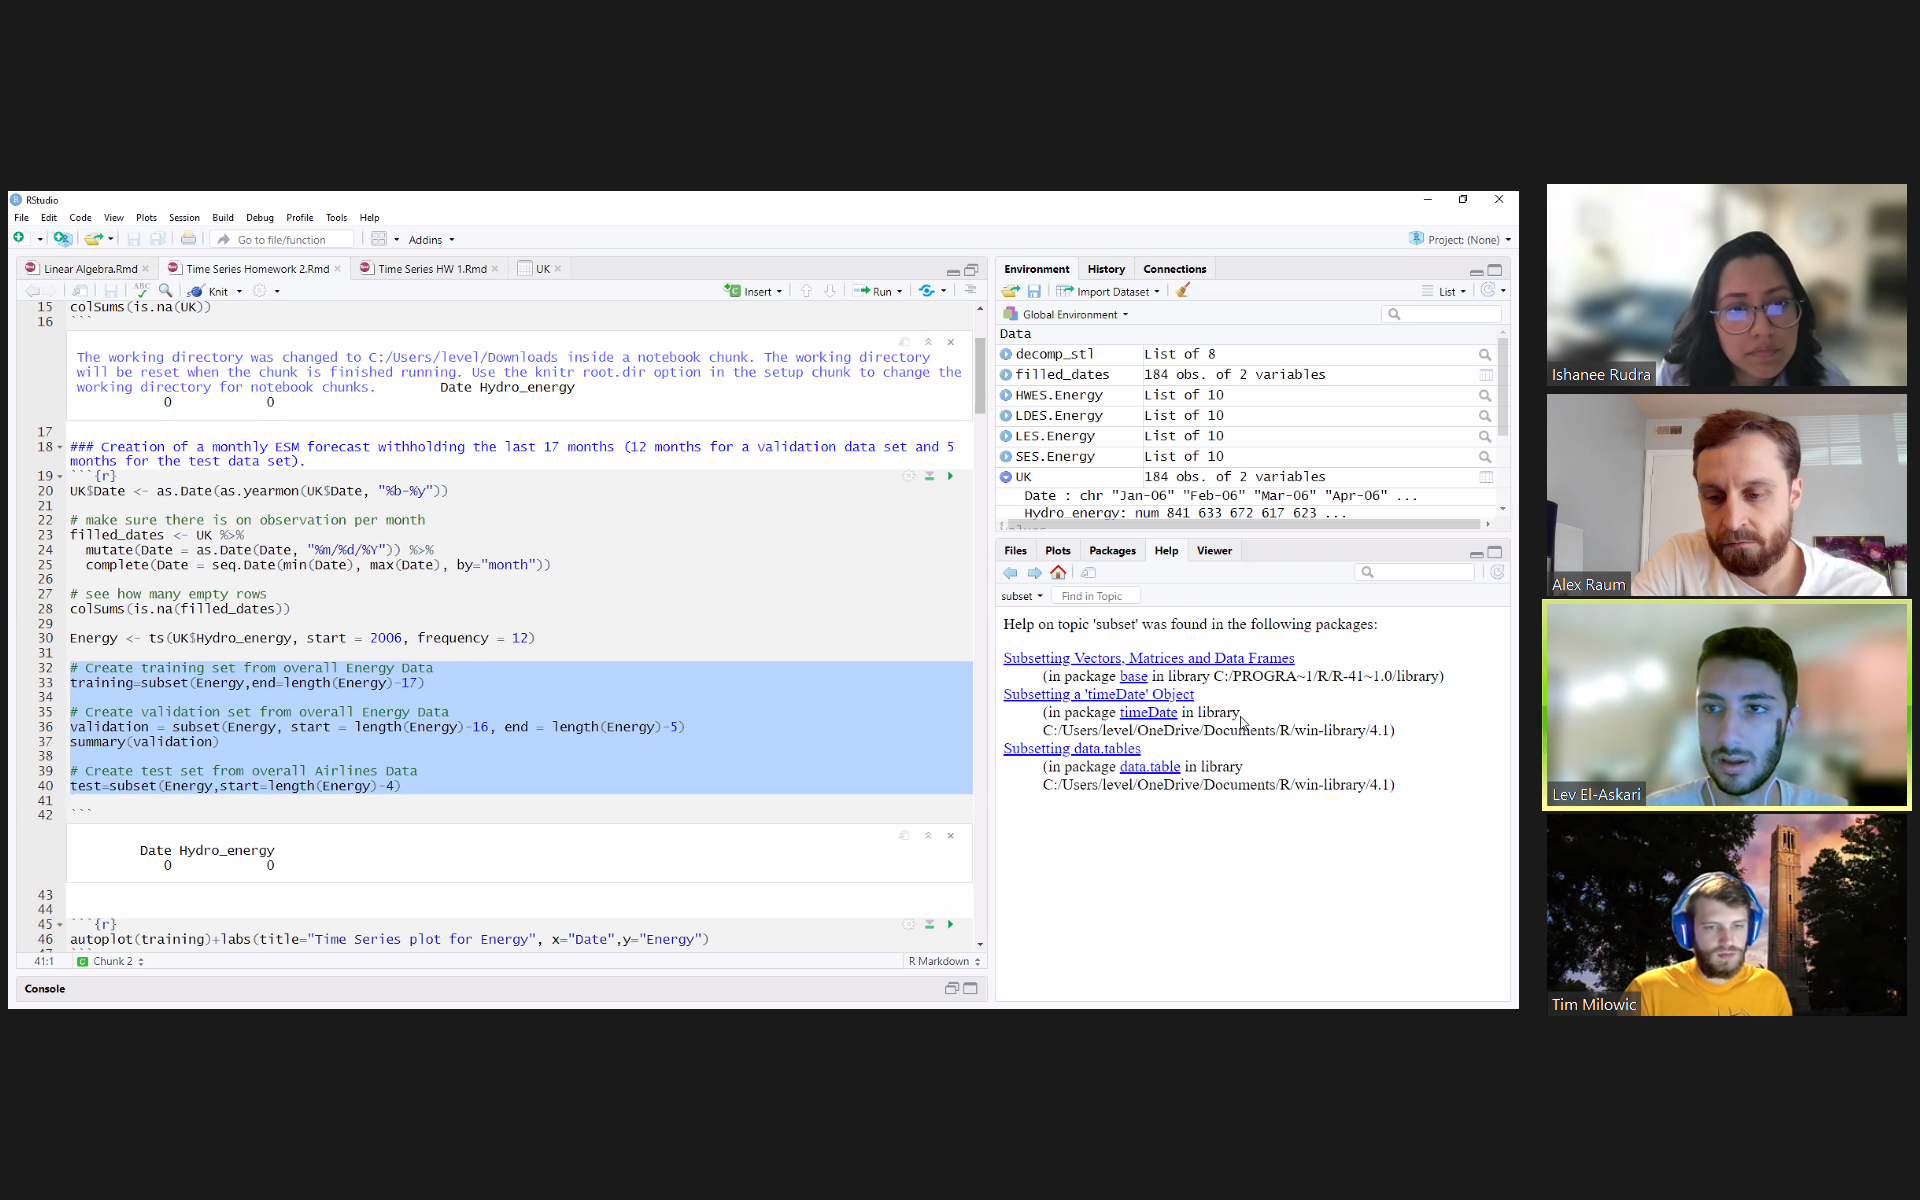 RStudio
File Edit Code View Plots Session Build Debug Profile Tools Help
Go to file/function Addins Project: (None)
Linear Algebra.Rmd Time Series Homework 2.Rmd Time Series HW 1.Rmd UK
ABC Knit Insert Run
15 colSums(is.na(UK))
16 ```
The working directory was changed to C:/Users/level/Downloads inside a notebook chunk. The working directory
will be reset when the chunk is finished running. Use the knitr root.dir option in the setup chunk to change the
working directory for notebook chunks. Date Hydro_energy
0 0
17
18 ### Creation of a monthly ESM forecast withholding the last 17 months (12 months for a validation data set and 5
months for the test data set).
19 ```{r}
20 UK$Date <- as.Date(as.yearmon(UK$Date, "%b-%y"))
21
22 # make sure there is on observation per month
23 filled_dates <- UK %>%
24 mutate(Date = as.Date(Date, "%m/%d/%Y")) %>%
25 complete(Date = seq.Date(min(Date), max(Date), by="month"))
26
27 # see how many empty rows
28 colSums(is.na(filled_dates))
29
30 Energy <- ts(UK$Hydro_energy, start = 2006, frequency = 12)
31
32 # Create training set from overall Energy Data
33 training=subset(Energy,end=length(Energy)-17)
34
35 # Create validation set from overall Energy Data
36 validation = subset(Energy, start = length(Energy)-16, end = length(Energy)-5)
37 summary(validation)
38
39 # Create test set from overall Airlines Data
40 test=subset(Energy,start=length(Energy)-4)
41
42 ```
Date Hydro_energy
0 0
43
44
45 ```{r}
46 autoplot(training)+labs(title="Time Series plot for Energy", x="Date",y="Energy")
41:1 Chunk 2 R Markdown
Console
Environment History Connections
Import Dataset List
Global Environment
Data
decomp_stl List of 8
filled_dates 184 obs. of 2 variables
HWES.Energy List of 10
LDES.Energy List of 10
LES.Energy List of 10
SES.Energy List of 10
UK 184 obs. of 2 variables
Date : chr "Jan-06" "Feb-06" "Mar-06" "Apr-06" ...
Hydro_energy: num 841 633 672 617 623 ...
Files Plots Packages Help Viewer
subset Find in Topic
Help on topic 'subset' was found in the following packages:
Subsetting Vectors, Matrices and Data Frames
(in package base in library C:/PROGRA~1/R/R-41~1.0/library)
Subsetting a 'timeDate' Object
(in package timeDate in library
C:/Users/level/OneDrive/Documents/R/win-library/4.1)
Subsetting data.tables
(in package data.table in library
C:/Users/level/OneDrive/Documents/R/win-library/4.1)
Ishanee Rudra
Alex Raum
Lev El-Askari
Tim Milowic